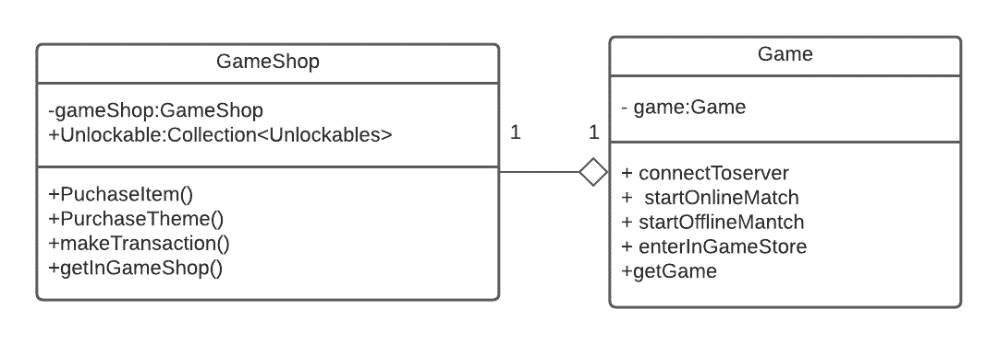 GameShop
-gameShop:GameShop
+Unlockable:Collection<Unlockables>
+PuchaseItem()
+PurchaseTheme()
+makeTransaction()
+getInGameShop()
1
1
Game
- game:Game
+ connectToserver
+ startOnlineMatch
+ startOfflineMantch
+ enterInGameStore
+getGame